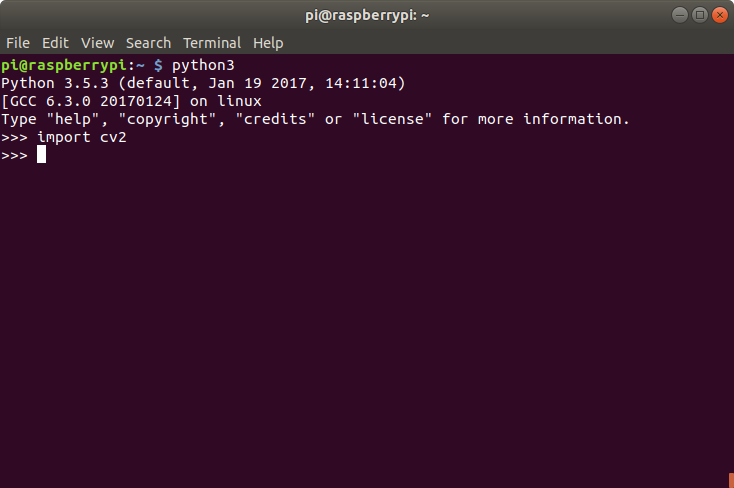 pi@raspberrypi: ~
File Edit View Search Terminal Help
pi@raspberrypi:~ $ python3
Python 3.5.3 (default, Jan 19 2017, 14:11:04)
[GCC 6.3.0 20170124] on linux
Type "help", "copyright", "credits" or "license" for more information.
>>> import cv2
>>>